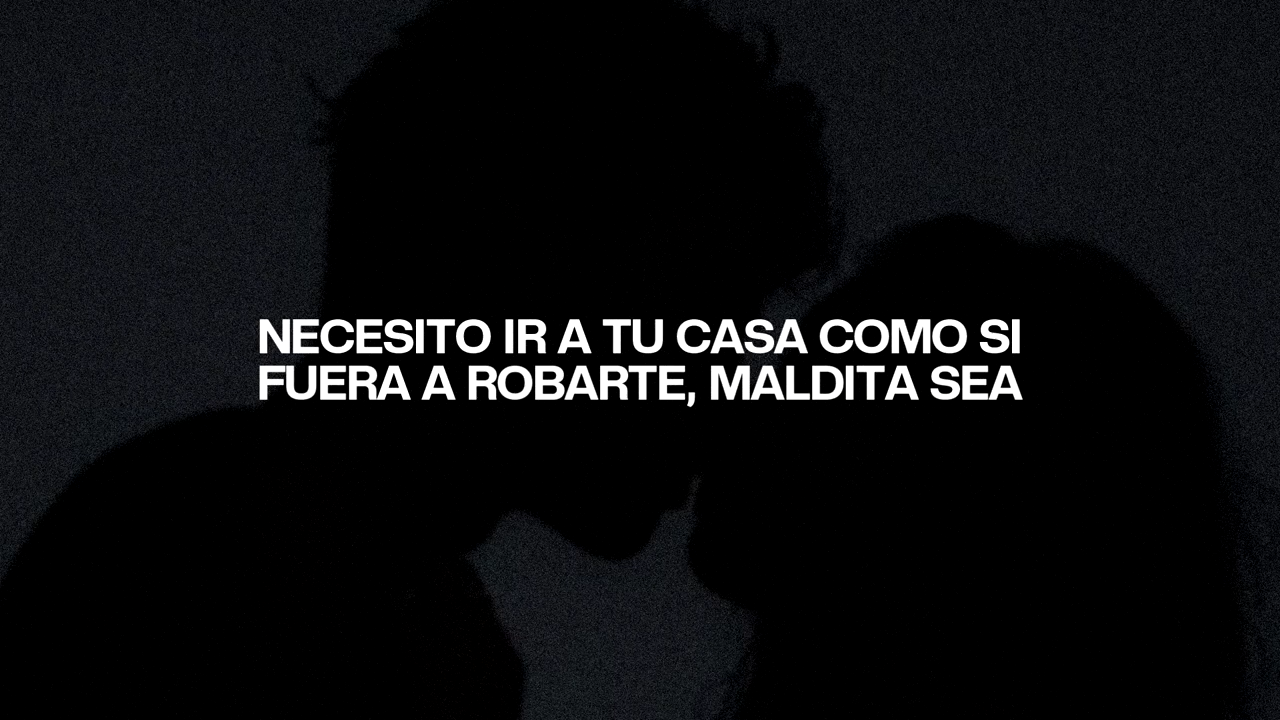 NECESITO IR A TU CASA COMO SI
FUERA A ROBARTE, MALDITA SEA